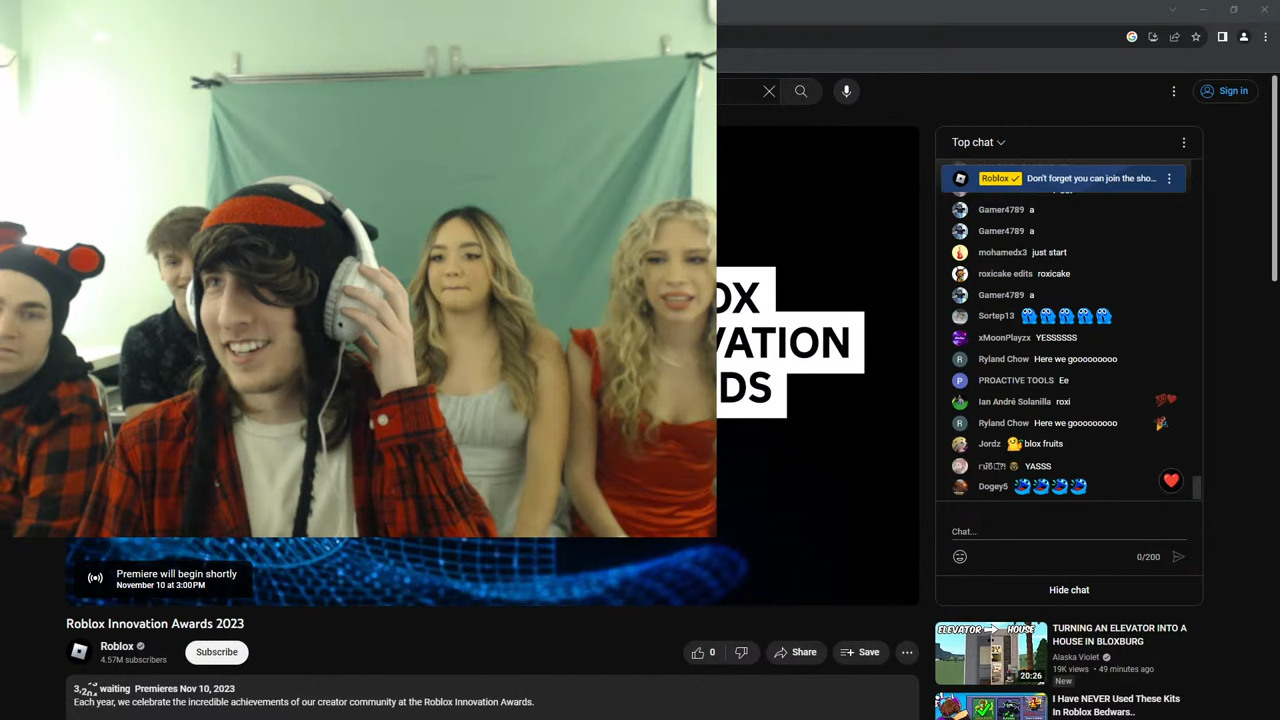 Sign in
OX
VATION
DS
Top chat
Roblox Don't forget you can join the sho...
Gamer4789 a
Gamer4789 a
mohamedx3 just start
roxicake edits roxicake
Gamer4789 a
Sortep13
xMoonPlayzx YESSSSSS
R Ryland Chow Here we gooooooooo
P PROACTIVE TOOLS Ee
Ian André Solanilla roxi
R Ryland Chow Here we gooooooooo
Jordz blox fruits
YASSS
Dogey5
Chat...
0/200
Hide chat
Premiere will begin shortly
November 10 at 3:00PM
Roblox Innovation Awards 2023
Roblox
4.57M subscribers
Subscribe
0
Share
Save
waiting Premieres Nov 10, 2023
Each year, we celebrate the incredible achievements of our creator community at the Roblox Innovation Awards.
ELEVATOR HOUSE
20:26
TURNING AN ELEVATOR INTO A
HOUSE IN BLOXBURG
Alaska Violet
19K views • 49 minutes ago
New
I Have NEVER Used These Kits
In Roblox Bedwars..